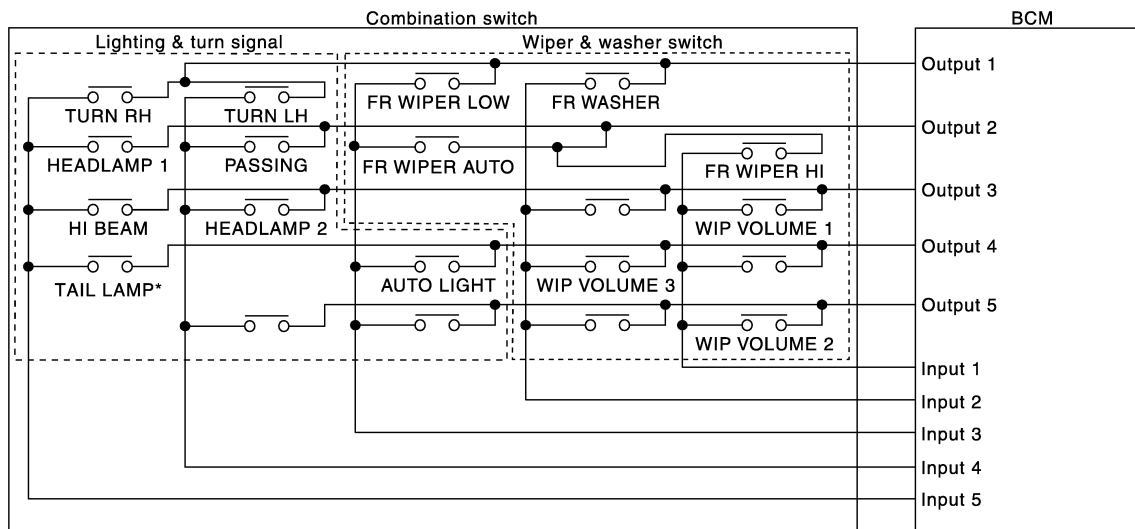 Combination switch
BCM
Lighting & turn signal
Wiper & washer switch
Output 1
TURN RH
TURN LH
FR WIPER LOW
FR WASHER
Output 2
HEADLAMP 1
PASSING
FR WIPER AUTO
FR WIPER HI
Output 3
HI BEAM
HEADLAMP 2
WIP VOLUME 1
Output 4
TAIL LAMP*
AUTO LIGHT
WIP VOLUME 3
Output 5
WIP VOLUME 2
Input 1
Input 2
Input 3
Input 4
Input 5